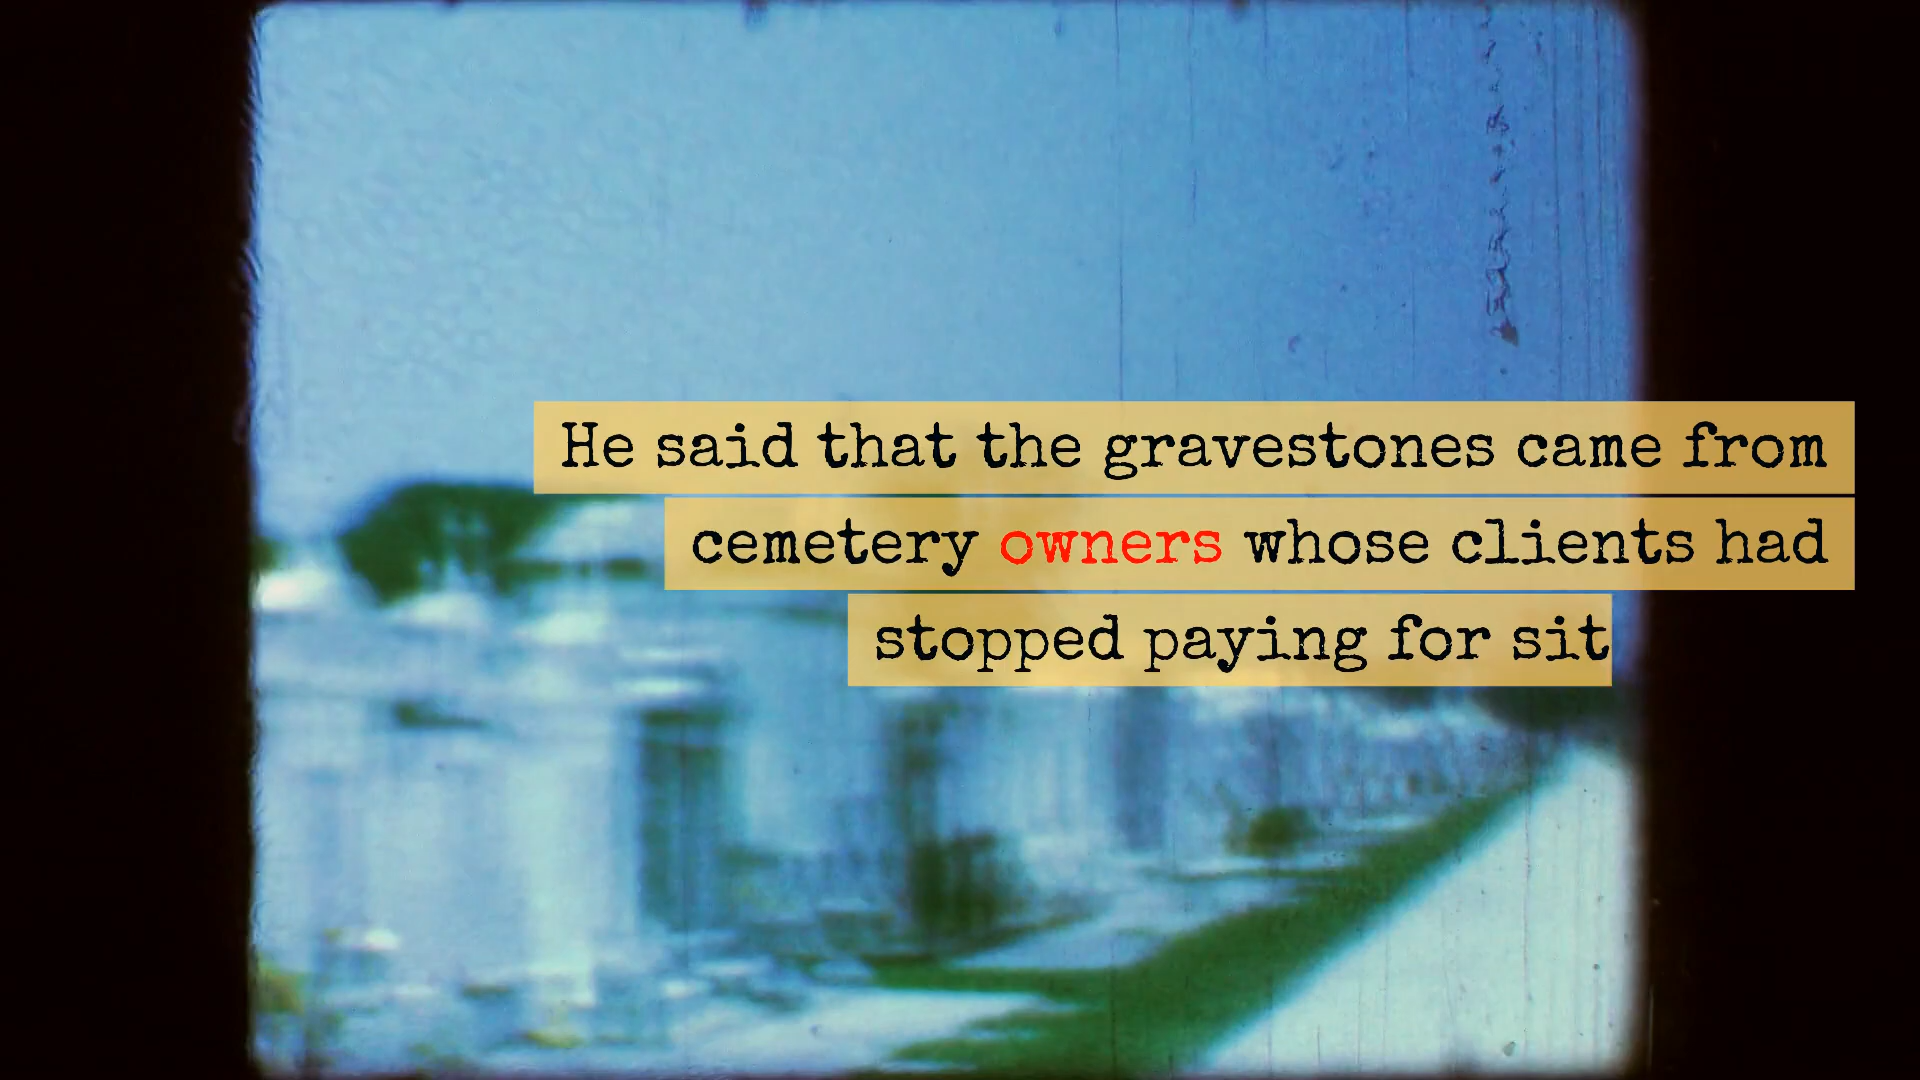 He said that the gravestones came from
cemetery owners whose clients had
stopped paying for sit